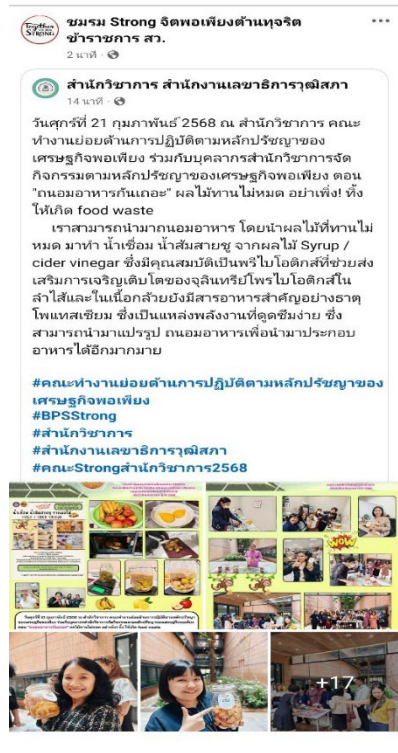 ชมรม Strong จิตพอเพียงต้านทุจริต
ข้าราชการ สว.
2 นาที ·
สำนักวิชาการ สำนักงานเลขาธิการวุฒิสภา
14 นาที ·
วันศุกร์ที่ 21 กุมภาพันธ์ 2568 ณ สำนักวิชาการ คณะ
ทำงานย่อยด้านการปฏิบัติตามหลักปรัชญาของ
เศรษฐกิจพอเพียง ร่วมกับบุคลากรสำนักวิชาการจัด
กิจกรรมตามหลักปรัชญาของเศรษฐกิจพอเพียง ตอน
"ถนอมอาหารกันเถอะ" ผลไม้ทานไม่หมด อย่าเพิ่ง! ทิ้ง
ให้เกิด food waste
เราสามารถนำมาถนอมอาหาร โดยนำผลไม้ที่ทานไม่
หมด มาทำ น้ำเชื่อม น้ำส้มสายชู จากผลไม้ Syrup /
cider vinegar ซึ่งมีคุณสมบัติเป็นพรีไบโอติกส์ที่ช่วยส่ง
เสริมการเจริญเติบโตของจุลินทรีย์โพรไบโอติกส์ใน
ลำไส้และในเนื้อกล้วยยังมีสารอาหารสำคัญอย่างธาตุ
โพแทสเซียม ซึ่งเป็นแหล่งพลังงานที่ดูดซึมง่าย ซึ่ง
สามารถนำมาแปรรูป ถนอมอาหารเพื่อนำมาประกอบ
อาหารได้อีกมากมาย
#คณะทำงานย่อยด้านการปฏิบัติตามหลักปรัชญาของ
เศรษฐกิจพอเพียง
#BPSStrong
#สำนักวิชาการ
#สำนักงานเลขาธิการวุฒิสภา
#คณะStrongสำนักวิชาการ2568
WOW
+17